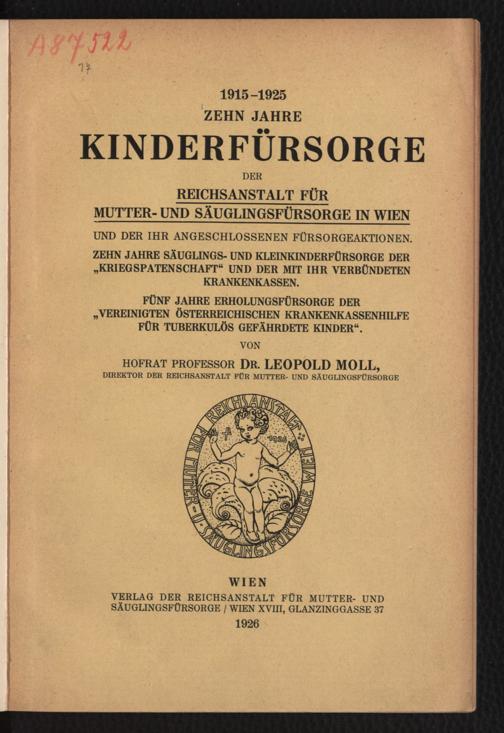 A87522
1915-1925
ZEHN JAHRE
KINDERFÜRSORGE
DER
REICHSANSTALT FÜR
MUTTER- UND SÄUGLINGSFÜRSORGE IN WIEN
UND DER IHR ANGESCHLOSSENEN FÜRSORGEAKTIONEN.
ZEHN JAHRE SÄUGLINGS- UND KLEINKINDERFÜRSORGE DER
„KRIEGSPATENSCHAFT“ UND DER MIT IHR VERBÜNDETEN
KRANKENKASSEN.
FÜNF JAHRE ERHOLUNGSFÜRSORGE DER
„VEREINIGTEN ÖSTERREICHISCHEN KRANKENKASSENHILFE
FÜR TUBERKULÖS GEFÄHRDETE KINDER“.
VON
HOFRAT PROFESSOR DR. LEOPOLD MOLL,
DIREKTOR DER REICHSANSTALT FÜR MUTTER- UND SÄUGLINGSFÜRSORGE
REICHSANSTALT FÜR MUTTER- U. SÄUGLINGSFÜRSORGE WIEN
WIEN
VERLAG DER REICHSANSTALT FÜR MUTTER- UND
SÄUGLINGSFÜRSORGE / WIEN XVIII, GLANZINGGASSE 37
1926